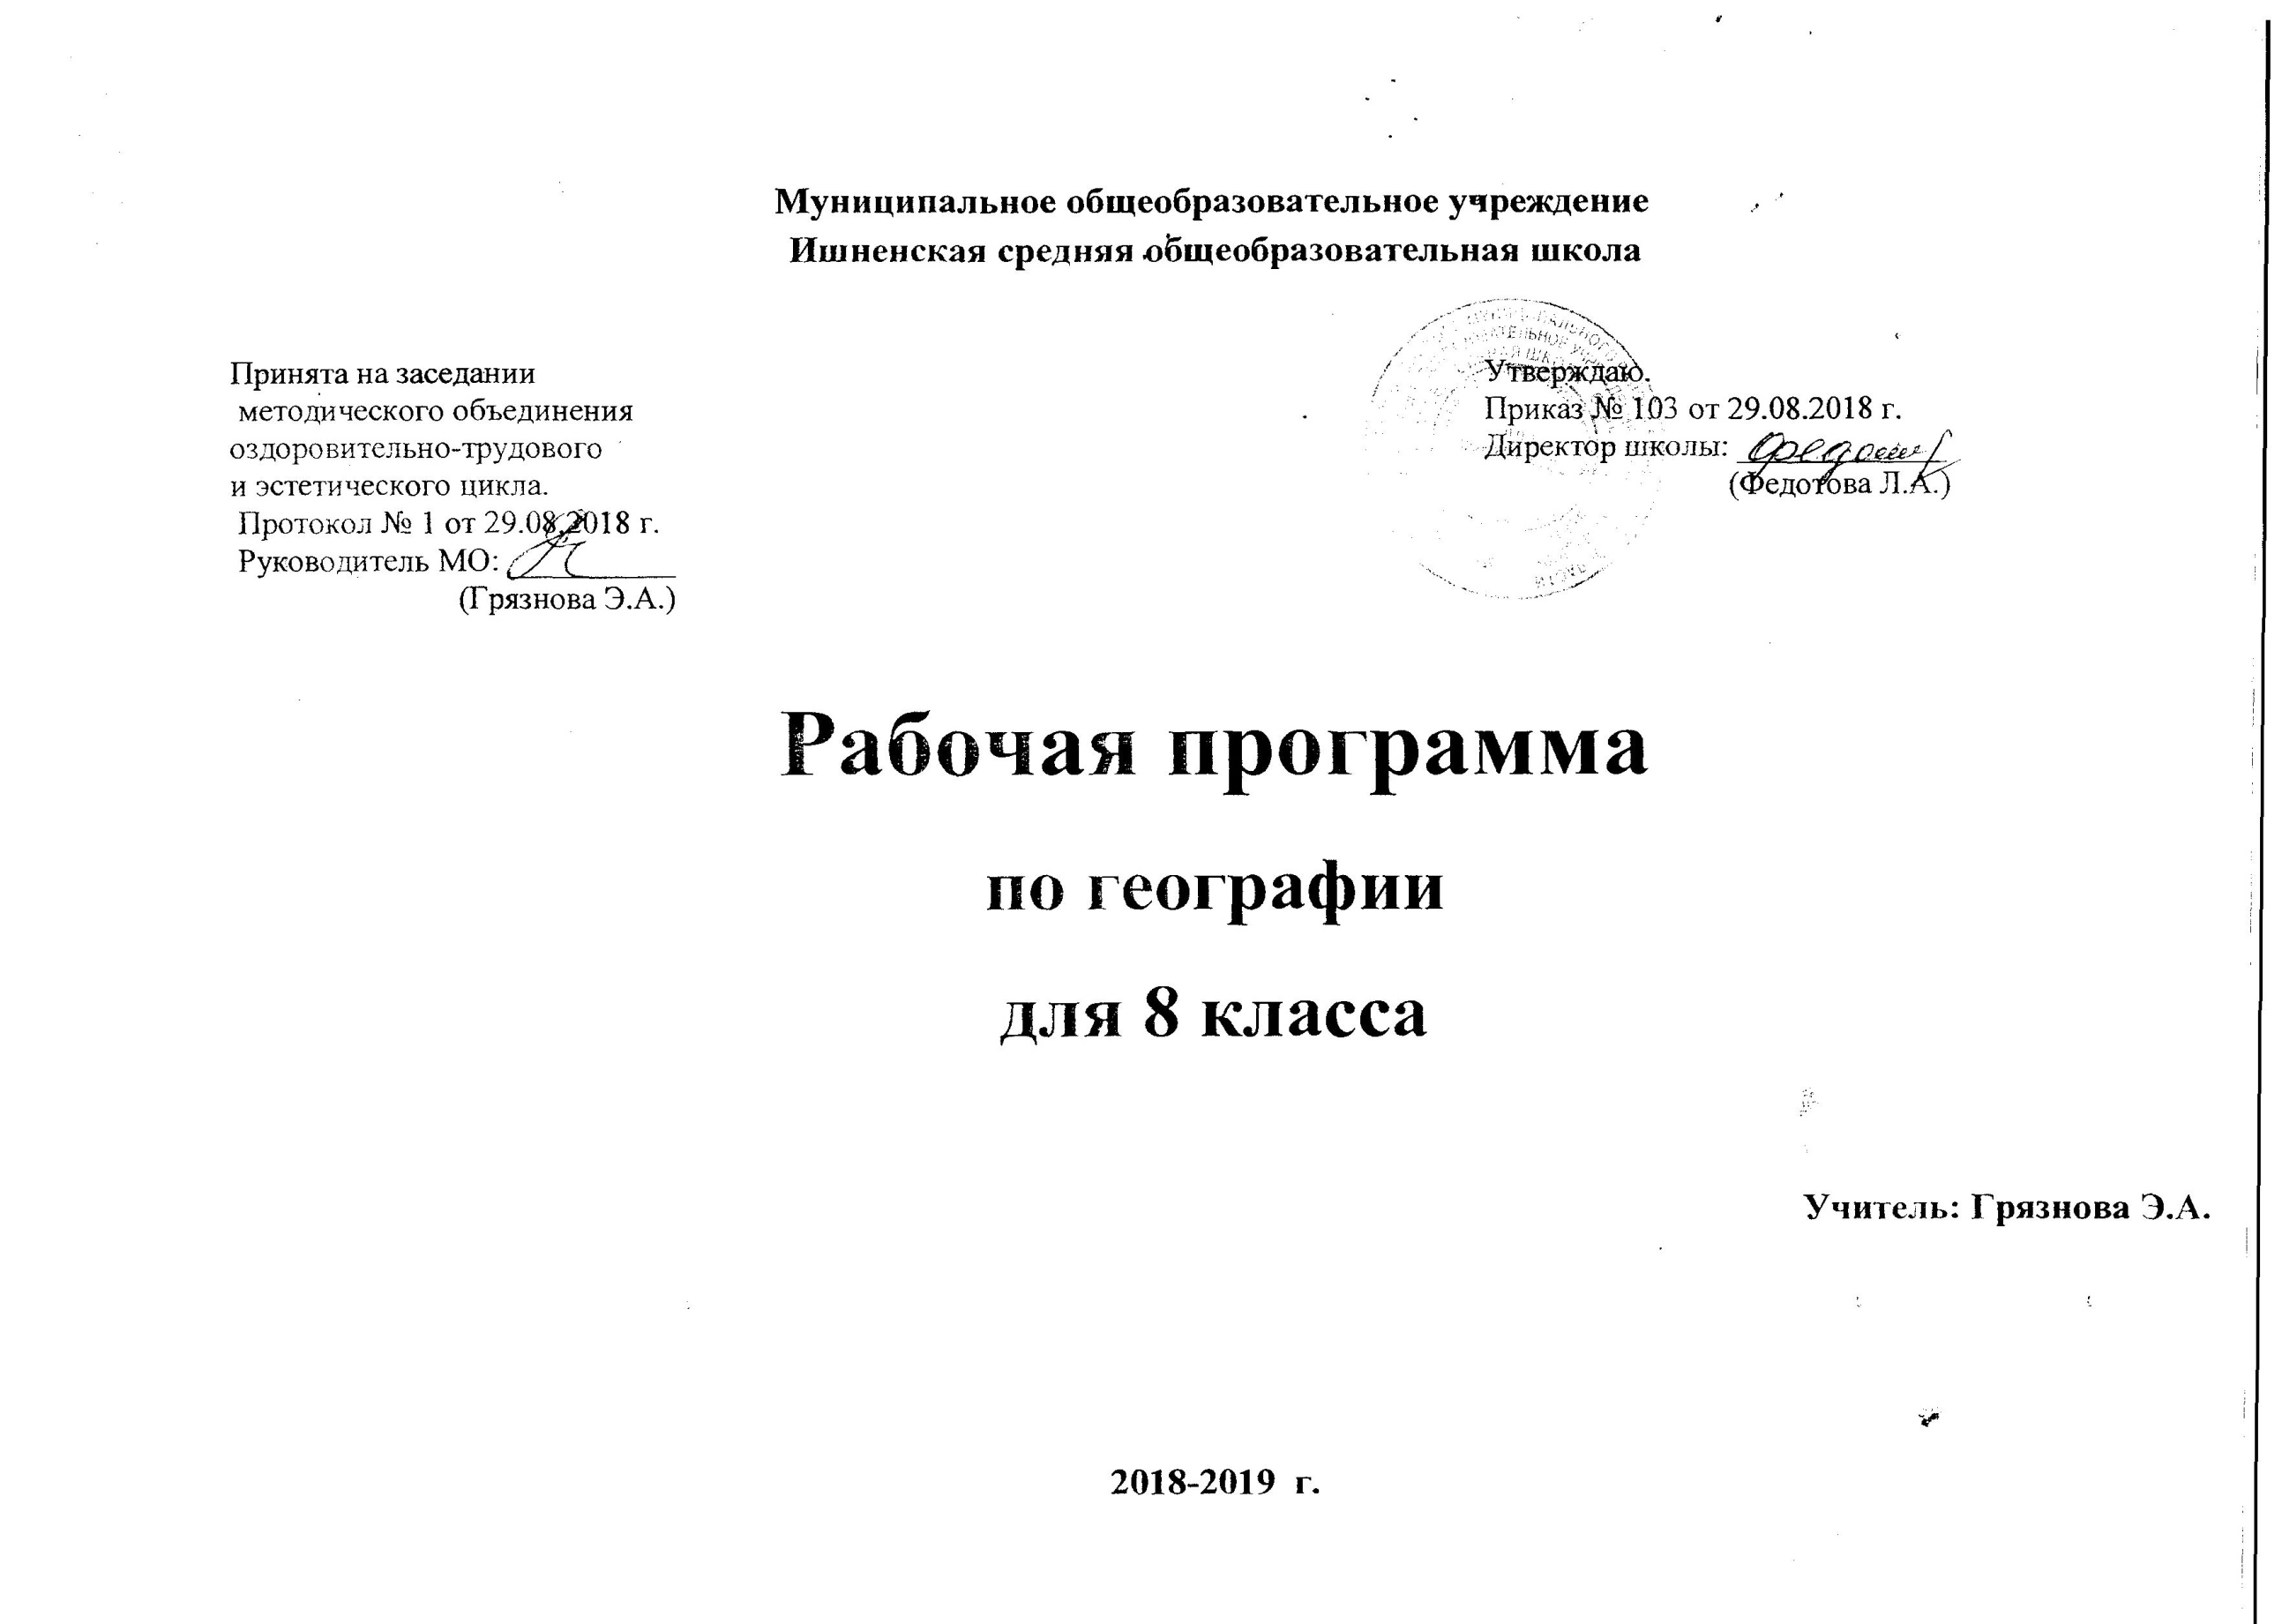 Муниципальное общеобразовательное учреждение
Ишненская средняя общеобразовательная школа
Принята на заседании
методического объединения
оздоровительно-трудового
и эстетического цикла.
Протокол № 1 от 29.08.2018 г.
Руководитель МО:
(Грязнова Э.А.)
Утверждаю.
Приказ № 103 от 29.08.2018 г.
Директор школы:
(Федотова Л.А.)
Рабочая программа
по географии
для 8 класса
Учитель: Грязнова Э.А.
2018-2019 г.